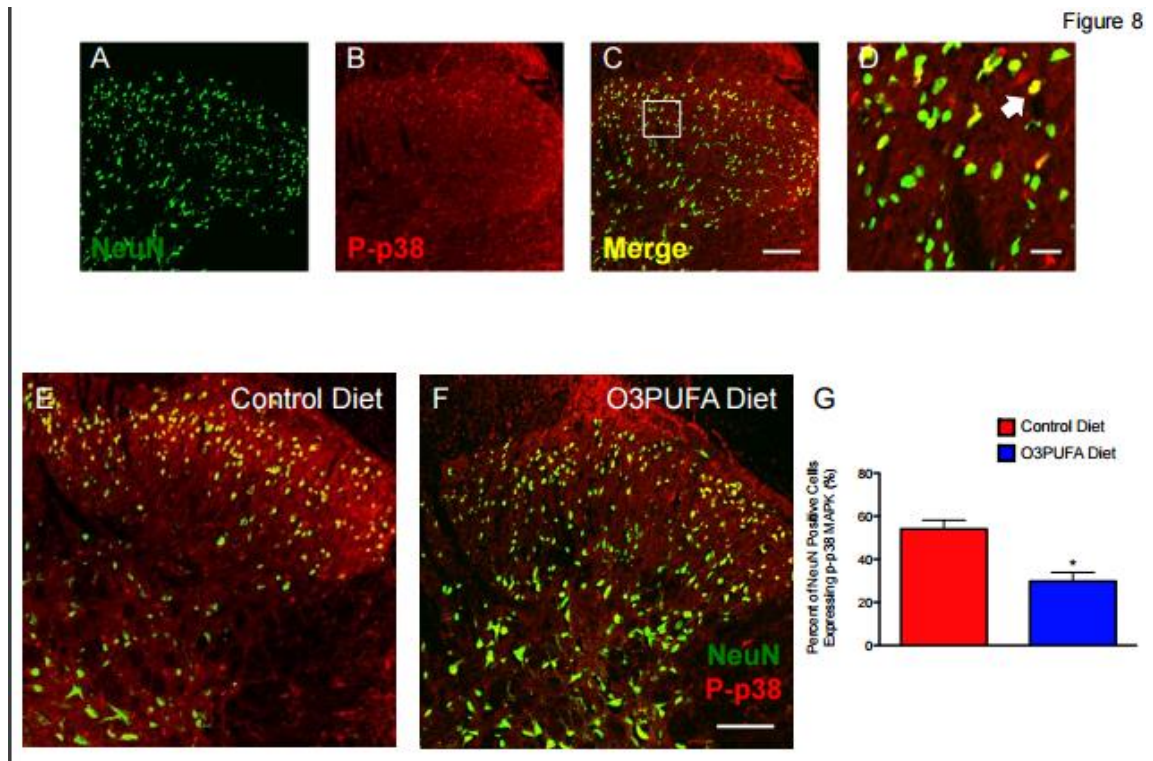 Figure 8
A
NeuN
B
P-p38
C
Merge
D
E
Control Diet
F
O3PUFA Diet
NeuN
P-p38
G
Control Diet
O3PUFA Diet
Percent of NeuN Positive Cells
Expressing p-p38 MAPK (%)
80
60
40
20
0
*